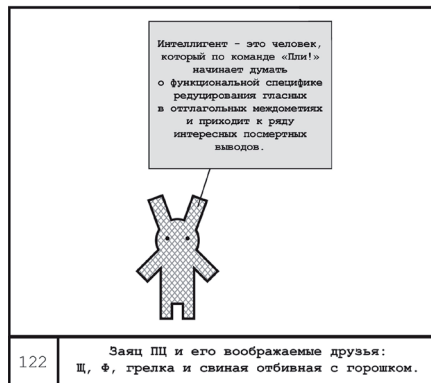 Интеллигент - это человек,
который по команде «Пли!»
начинает думать
о функциональной специфике
редуцирования гласных
в отглагольных междометиях
и приходит к ряду
интересных посмертных
выводов.
122
Заяц ПЦ и его воображаемые друзья:
Щ, Ф, грелка и свиная отбивная с горошком.